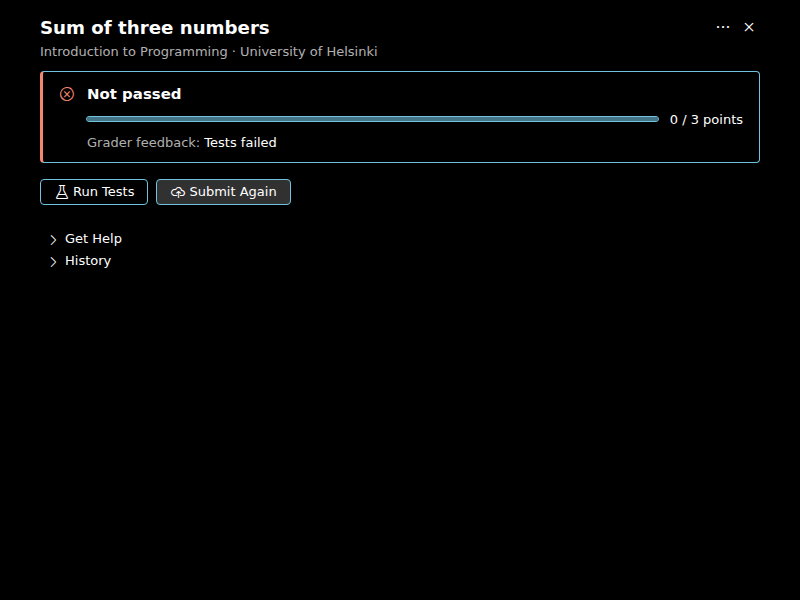 Sum of three numbers
Introduction to Programming · University of Helsinki
Not passed
0 / 3 points
Grader feedback: Tests failed
Run Tests
Submit Again
Get Help
History